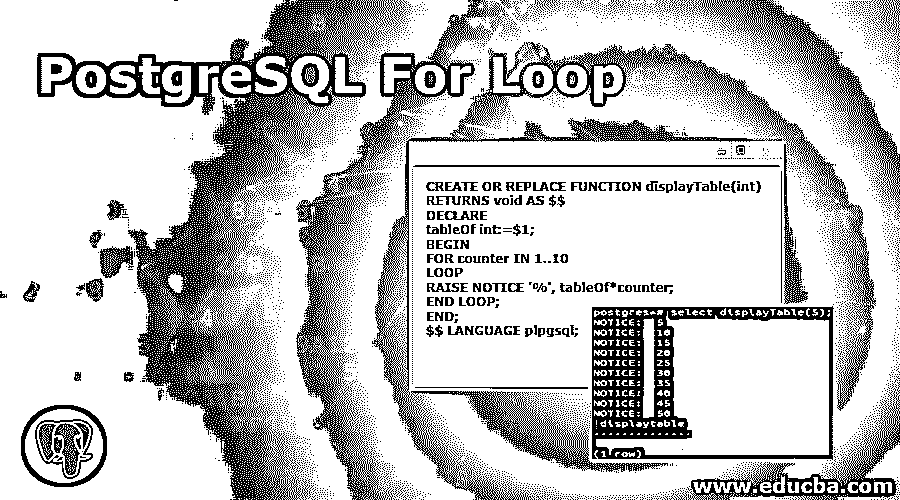 PostgreSQL For Loop
CREATE OR REPLACE FUNCTION displayTable(int)
RETURNS void AS $$
DECLARE
tableOf int:=$1;
BEGIN
FOR counter IN 1..10
LOOP
RAISE NOTICE '%', tableOf*counter;
END LOOP;
END;
$$ LANGUAGE plpgsql;
postgres=# select displayTable(5);
NOTICE: 5
NOTICE: 10
NOTICE: 15
NOTICE: 20
NOTICE: 25
NOTICE: 30
NOTICE: 35
NOTICE: 40
NOTICE: 45
NOTICE: 50
displaytable
(1 row)
www.educba.com